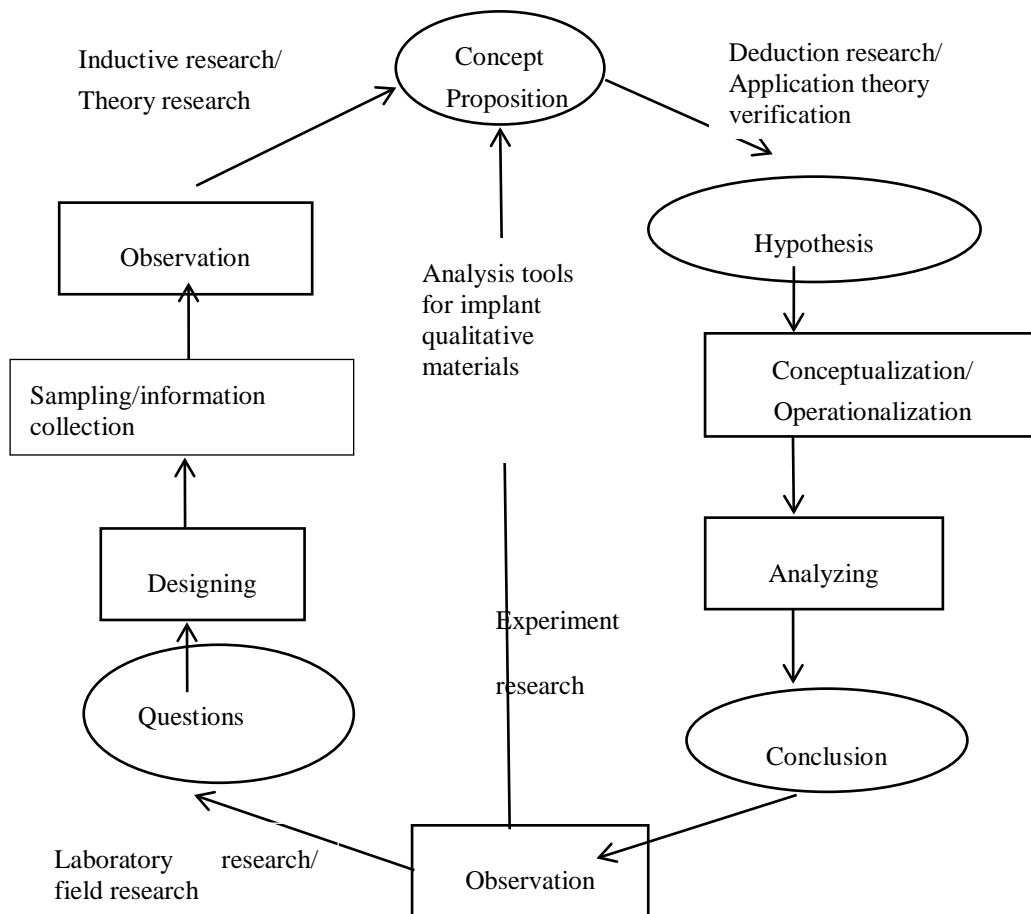 Inductive research/
Theory research
Concept
Proposition
Deduction research/
Application theory
verification
Observation
Hypothesis
Analysis tools
for implant
qualitative
materials
Sampling/information
collection
Conceptualization/
Operationalization
Designing
Analyzing
Experiment
research
Questions
Conclusion
Laboratory research/
field research
Observation